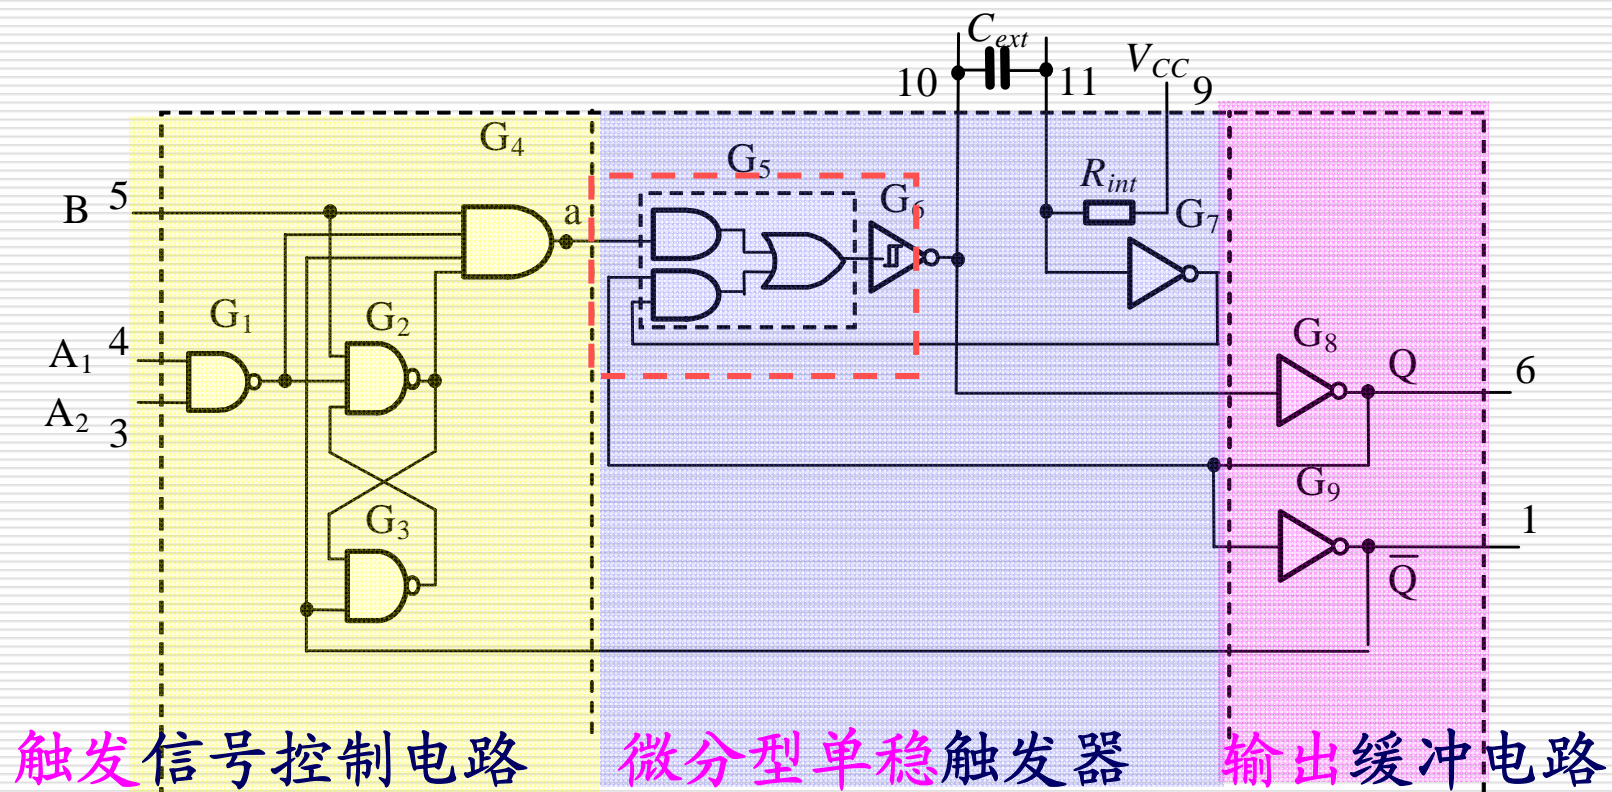 C_ext
10
11
V_CC
9
G₄
G₅
B
5
a
G₆
R_int
G₇
G₁
G₂
G₈
A₁
4
Q
6
A₂
3
G₃
G₉
1
Q̅
触发信号控制电路
微分型单稳触发器
输出缓冲电路